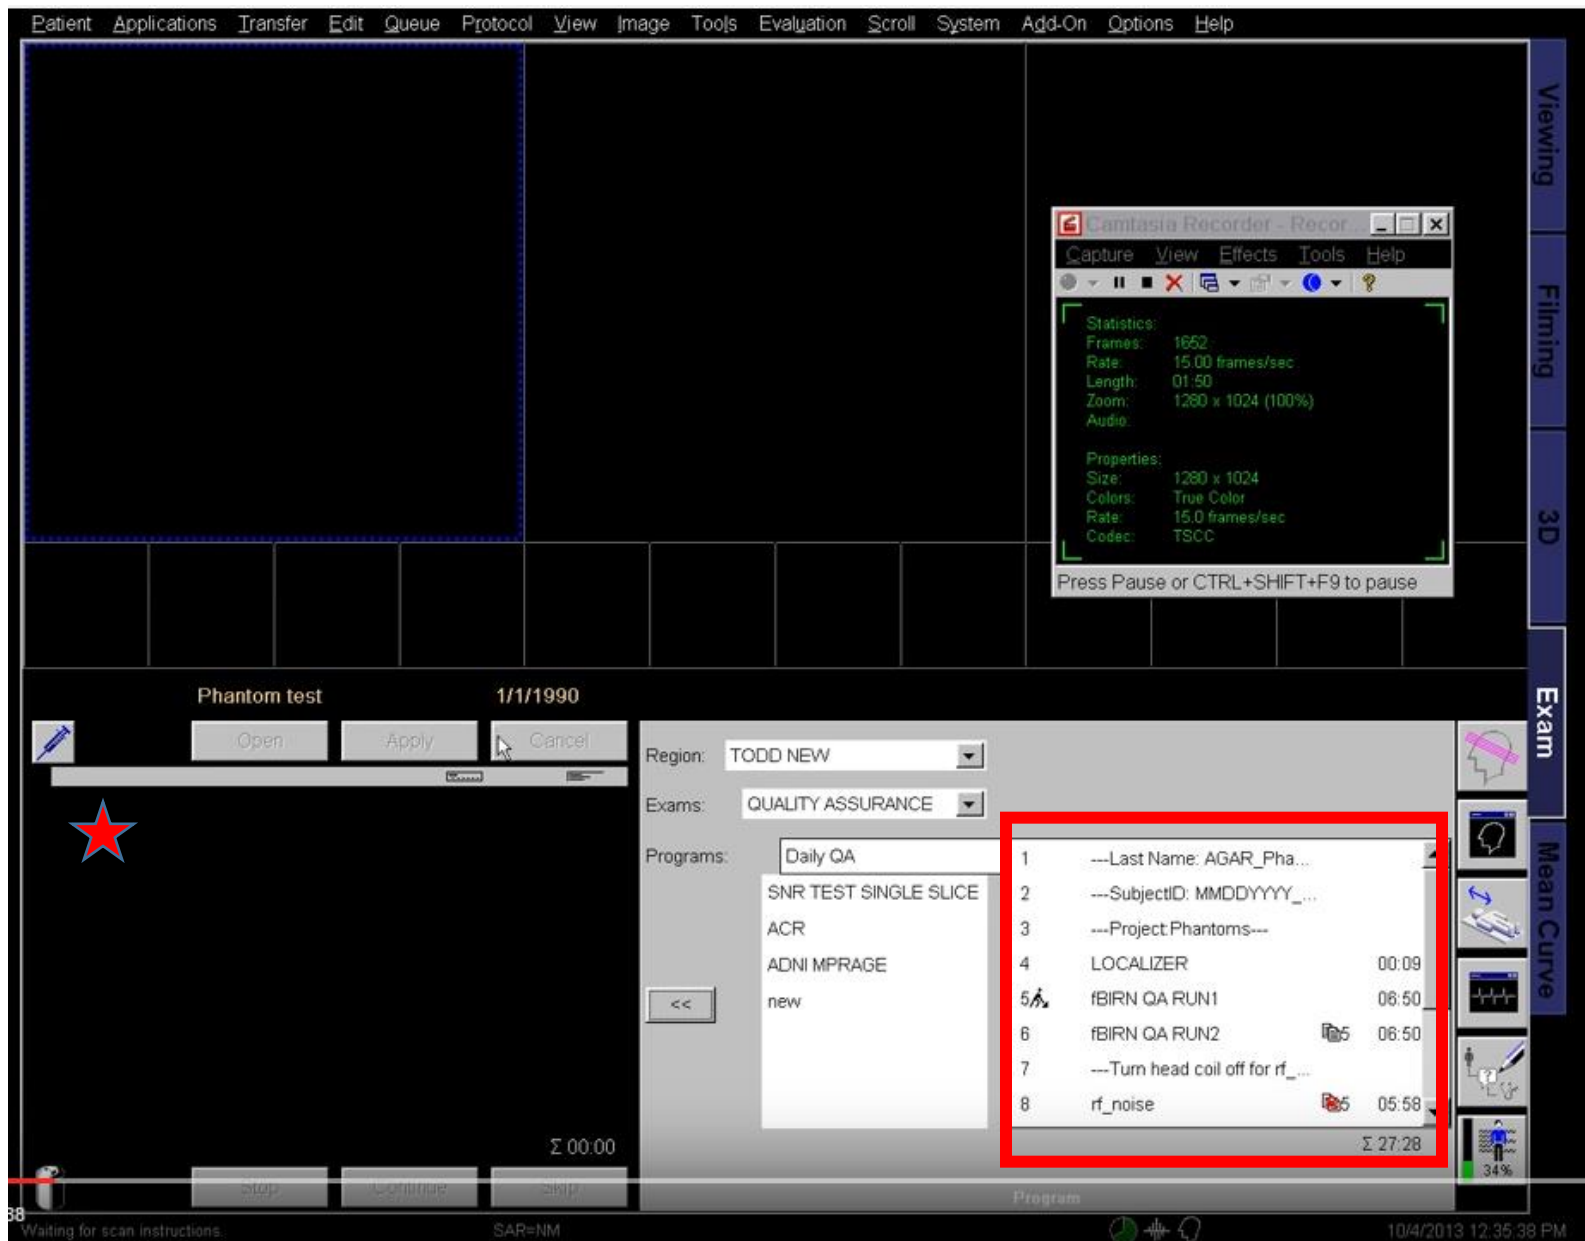 Patient Applications Transfer Edit Queue Protocol View Image Tools Evaluation Scroll System Add-On Options Help
Viewing
Filming
3D
Exam
Mean Curve
Camtasia Recorder - Recor...
Capture View Effects Tools Help
Statistics:
Frames: 1652
Rate: 15.00 frames/sec
Length: 01:50
Zoom: 1280 x 1024 (100%)
Audio:
Properties:
Size: 1280 x 1024
Colors: True Color
Rate: 15.0 frames/sec
Codec: TSCC
Press Pause or CTRL+SHIFT+F9 to pause
Phantom test 1/1/1990
Open Apply Cancel
Region: TODD NEW
Exams: QUALITY ASSURANCE
Programs: Daily QA
SNR TEST SINGLE SLICE
ACR
ADNI MPRAGE
new
<<
1 ---Last Name: AGAR_Pha...
2 ---SubjectID: MMDDYYYY_...
3 ---Project:Phantoms---
4 LOCALIZER 00:09
5 fBIRN QA RUN1 06:50
6 fBIRN QA RUN2 5 06:50
7 ---Turn head coil off for rf_...
8 rf_noise 5 05:58
Σ 00:00
Σ 27:28
34%
Stop Continue Skip
Program
38
Waiting for scan instructions. SAR=NM 10/4/2013 12:35:38 PM